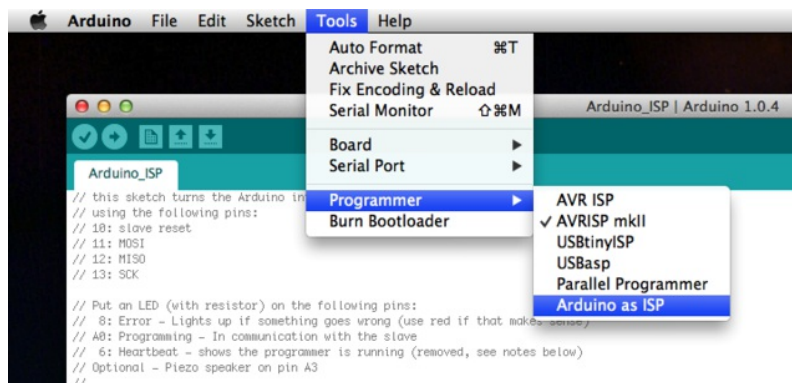 Arduino File Edit Sketch Tools Help
Auto Format ⌘T
Archive Sketch
Fix Encoding & Reload
Serial Monitor ⇧⌘M
Board
Serial Port
Programmer
Burn Bootloader
AVR ISP
✓ AVRISP mkII
USBtinyISP
USBasp
Parallel Programmer
Arduino as ISP
Arduino_ISP | Arduino 1.0.4
Arduino_ISP
// this sketch turns the Arduino in
// using the following pins:
// 10: slave reset
// 11: MOSI
// 12: MISO
// 13: SCK
// Put an LED (with resistor) on the following pins:
//  8: Error - Lights up if something goes wrong (use red if that makes sense)
// A0: Programming - In communication with the slave
//  6: Heartbeat - shows the programmer is running (removed, see notes below)
// Optional - Piezo speaker on pin A3
//